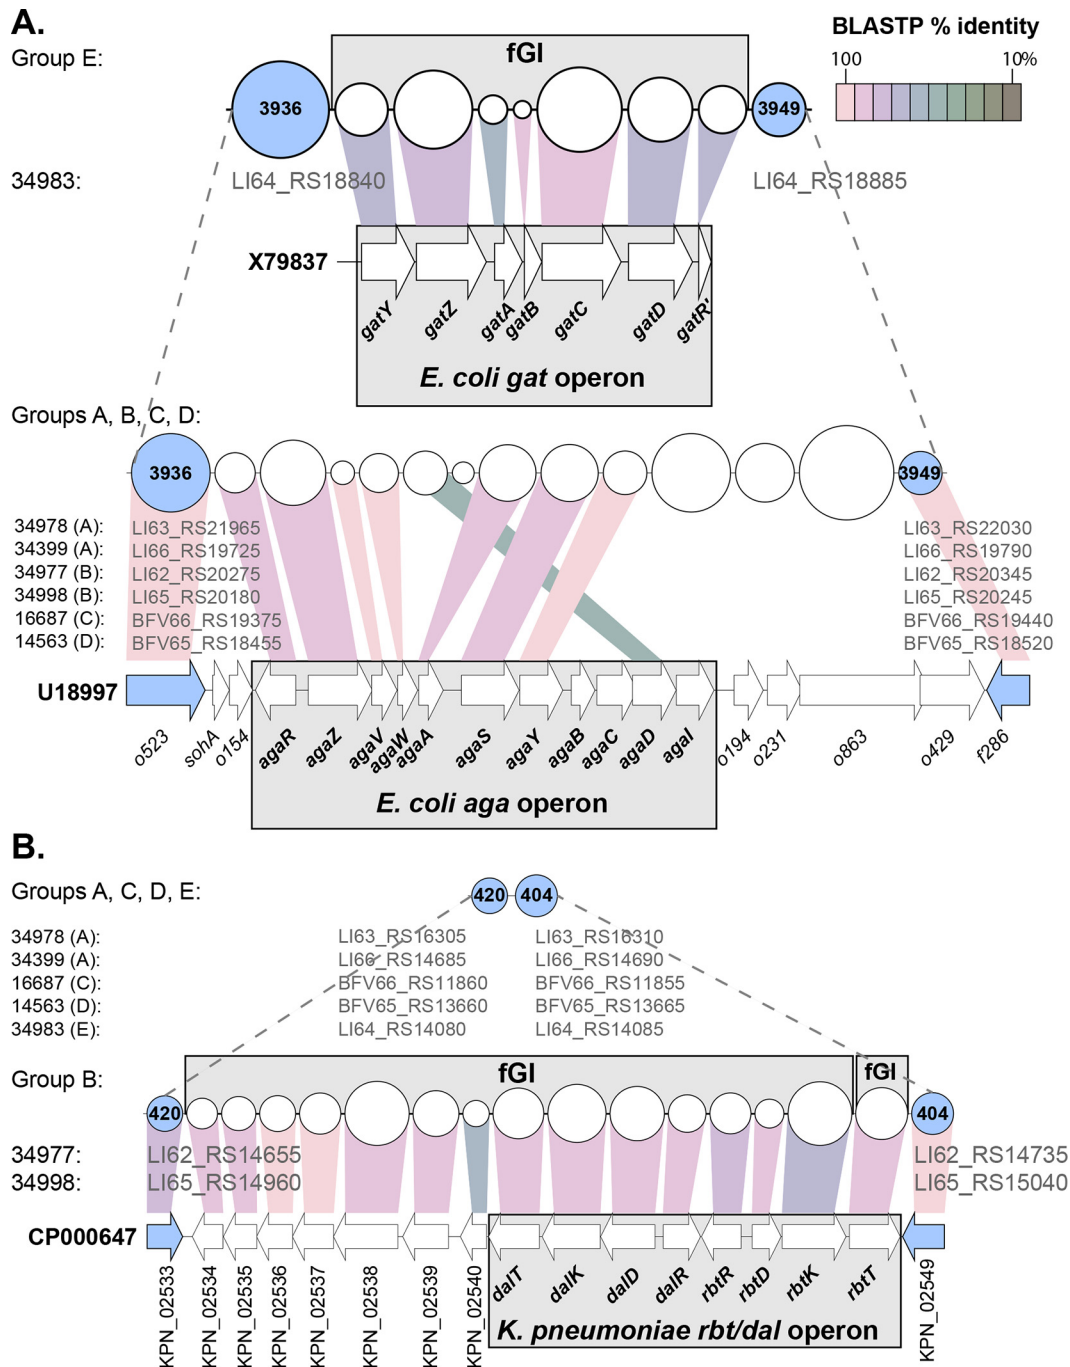 A.
BLASTP % identity
100 10%
Group E:
fGI
3936 3949
34983: LI64_RS18840 LI64_RS18885
X79837
gatY gatZ gatA gatB gatC gatD gatR'
E. coli gat operon
Groups A, B, C, D:
3936 3949
34978 (A): LI63_RS21965 LI63_RS22030
34399 (A): LI66_RS19725 LI66_RS19790
34977 (B): LI62_RS20275 LI62_RS20345
34998 (B): LI65_RS20180 LI65_RS20245
16687 (C): BFV66_RS19375 BFV66_RS19440
14563 (D): BFV65_RS18455 BFV65_RS18520
U18997
o523 sohA o154 agaR agaZ agaV agaW agaA agaS agaY agaB agaC agaD agaI o194 o231 o863 o429 f286
E. coli aga operon
B.
Groups A, C, D, E:
420 404
34978 (A): LI63_RS16305 LI63_RS16310
34399 (A): LI66_RS14685 LI66_RS14690
16687 (C): BFV66_RS11860 BFV66_RS11855
14563 (D): BFV65_RS13660 BFV65_RS13665
34983 (E): LI64_RS14080 LI64_RS14085
Group B:
fGI fGI
420 404
34977: LI62_RS14655 LI62_RS14735
34998: LI65_RS14960 LI65_RS15040
CP000647
KPN_02533 KPN_02534 KPN_02535 KPN_02536 KPN_02537 KPN_02538 KPN_02539 KPN_02540 dalT dalK dalD dalR rbtR rbtD rbtK rbtT KPN_02549
K. pneumoniae rbt/dal operon